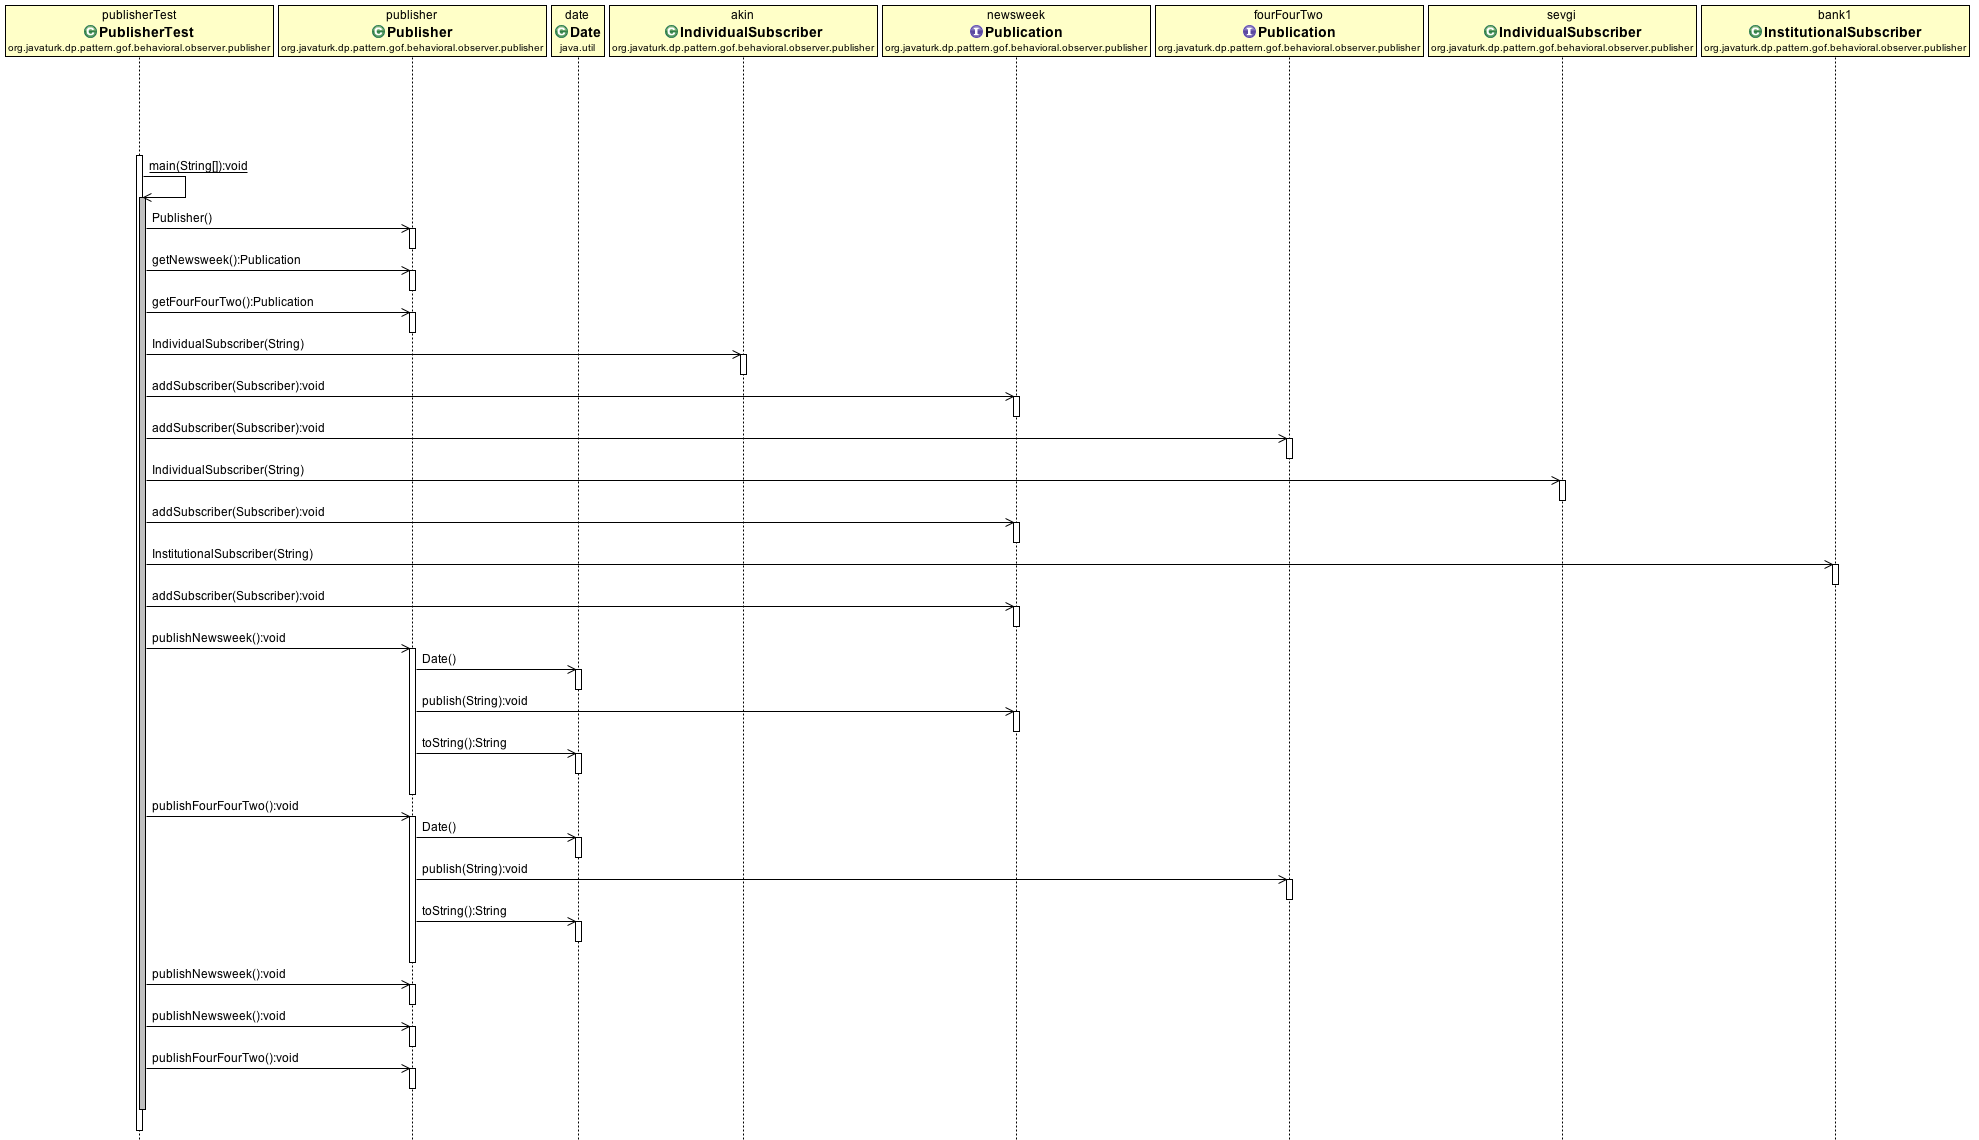 publisherTest
PublisherTest
org.javaturk.dp.pattern.gof.behavioral.observer.publisher
publisher
Publisher
org.javaturk.dp.pattern.gof.behavioral.observer.publisher
date
Date
java.util
akin
IndividualSubscriber
org.javaturk.dp.pattern.gof.behavioral.observer.publisher
newsweek
Publication
org.javaturk.dp.pattern.gof.behavioral.observer.publisher
fourFourTwo
Publication
org.javaturk.dp.pattern.gof.behavioral.observer.publisher
sevgi
IndividualSubscriber
org.javaturk.dp.pattern.gof.behavioral.observer.publisher
bank1
InstitutionalSubscriber
org.javaturk.dp.pattern.gof.behavioral.observer.publisher
main(String[]):void
Publisher()
getNewsweek():Publication
getFourFourTwo():Publication
IndividualSubscriber(String)
addSubscriber(Subscriber):void
addSubscriber(Subscriber):void
IndividualSubscriber(String)
addSubscriber(Subscriber):void
InstitutionalSubscriber(String)
addSubscriber(Subscriber):void
publishNewsweek():void
Date()
publish(String):void
toString():String
publishFourFourTwo():void
Date()
publish(String):void
toString():String
publishNewsweek():void
publishNewsweek():void
publishFourFourTwo():void